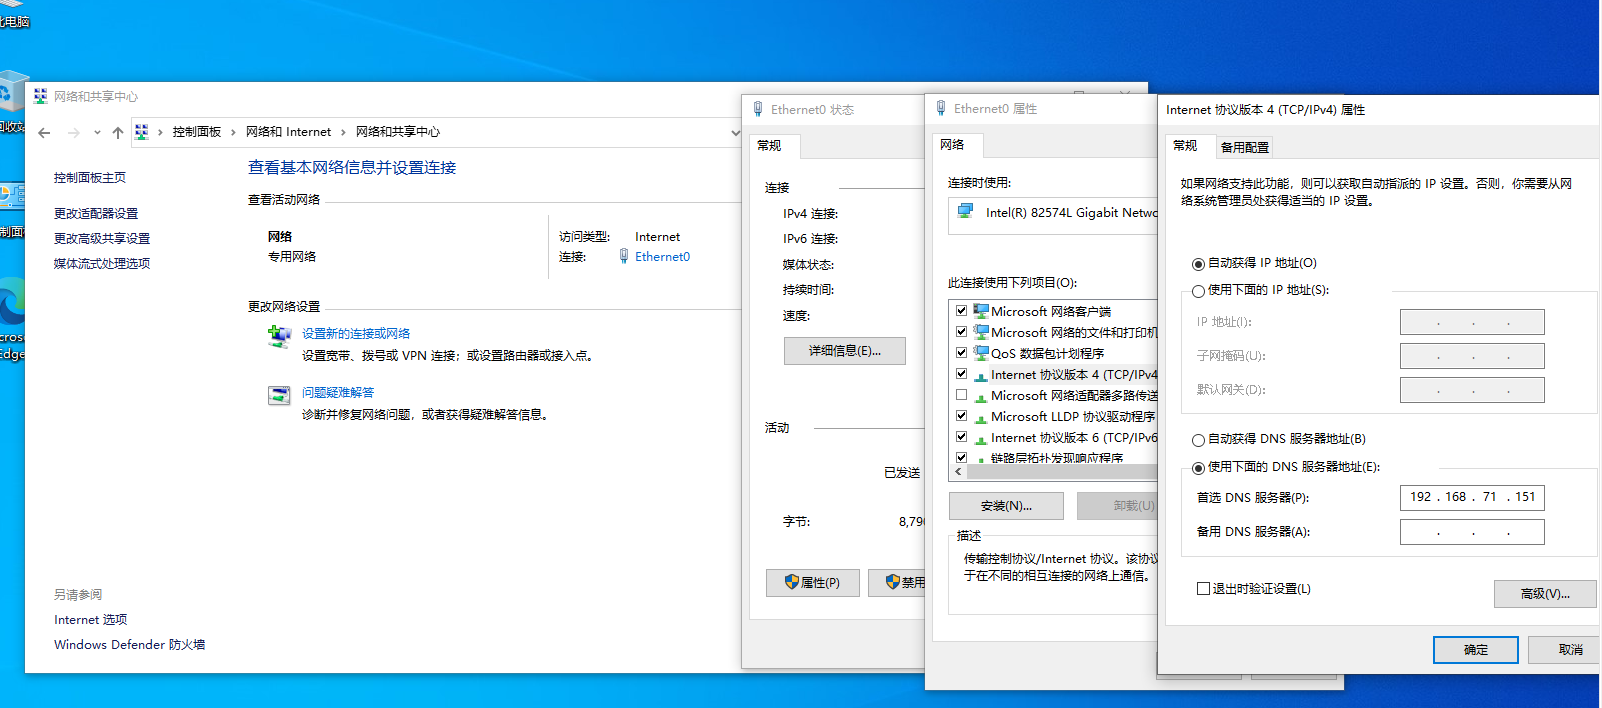 此电脑
回收站
网络和共享中心
控制面板 > 网络和 Internet > 网络和共享中心
控制面板主页
更改适配器设置
更改高级共享设置
媒体流式处理选项
查看基本网络信息并设置连接
查看活动网络
网络
专用网络
访问类型: Internet
连接: Ethernet0
更改网络设置
设置新的连接或网络
设置宽带、拨号或 VPN 连接；或设置路由器或接入点。
问题疑难解答
诊断并修复网络问题，或者获得疑难解答信息。
另请参阅
Internet 选项
Windows Defender 防火墙
Ethernet0 状态
常规
连接
IPv4 连接:
IPv6 连接:
媒体状态:
持续时间:
速度:
详细信息(E)...
活动
已发送
字节: 8,790
属性(P)
禁用
Ethernet0 属性
网络
连接时使用:
Intel(R) 82574L Gigabit Netwo
此连接使用下列项目(O):
Microsoft 网络客户端
Microsoft 网络的文件和打印机
QoS 数据包计划程序
Internet 协议版本 4 (TCP/IPv4
Microsoft 网络适配器多路传送
Microsoft LLDP 协议驱动程序
Internet 协议版本 6 (TCP/IPv6
链路层拓扑发现响应程序
安装(N)...
卸载(U)
描述
传输控制协议/Internet 协议。该协议
于在不同的相互连接的网络上通信。
Internet 协议版本 4 (TCP/IPv4) 属性
常规
备用配置
如果网络支持此功能，则可以获取自动指派的 IP 设置。否则，你需要从网
络系统管理员处获得适当的 IP 设置。
自动获得 IP 地址(O)
使用下面的 IP 地址(S):
IP 地址(I):
子网掩码(U):
默认网关(D):
自动获得 DNS 服务器地址(B)
使用下面的 DNS 服务器地址(E):
首选 DNS 服务器(P): 192 . 168 . 71 . 151
备用 DNS 服务器(A):
退出时验证设置(L)
高级(V)...
确定
取消